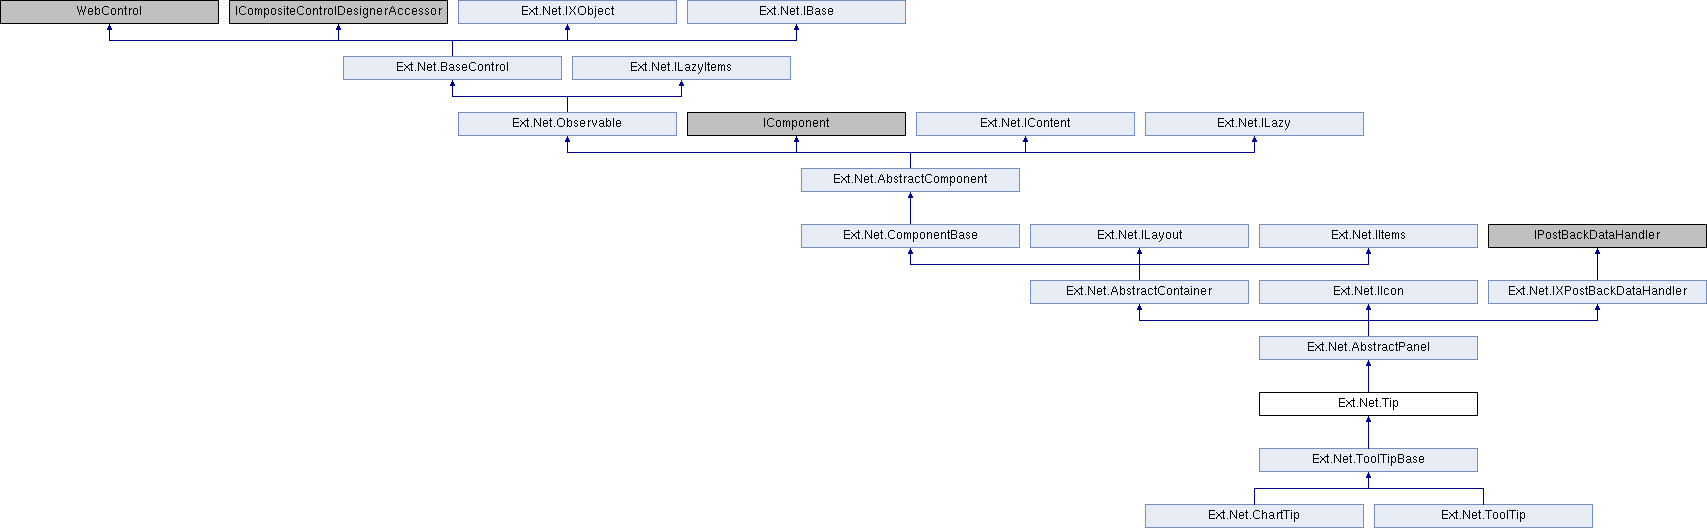 WebControl
ICompositeControlDesignerAccessor
Ext.Net.IXObject
Ext.Net.IBase
Ext.Net.BaseControl
Ext.Net.ILazyItems
Ext.Net.Observable
IComponent
Ext.Net.IContent
Ext.Net.ILazy
Ext.Net.AbstractComponent
Ext.Net.ComponentBase
Ext.Net.ILayout
Ext.Net.IItems
IPostBackDataHandler
Ext.Net.AbstractContainer
Ext.Net.IIcon
Ext.Net.IXPostBackDataHandler
Ext.Net.AbstractPanel
Ext.Net.Tip
Ext.Net.ToolTipBase
Ext.Net.ChartTip
Ext.Net.ToolTip